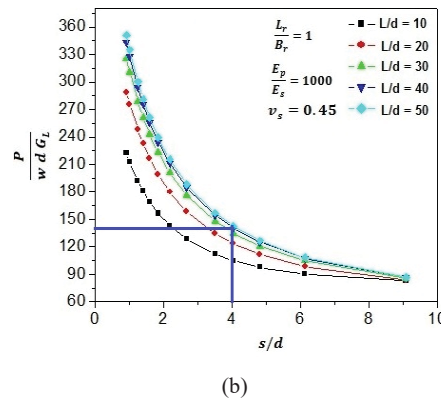 360
330
300
270
240
210
180
150
120
90
60
P
w d G_L
L_r
B_r
= 1
E_p
E_s
= 1000
v_s = 0.45
L/d = 10
L/d = 20
L/d = 30
L/d = 40
L/d = 50
0 2 4 6 8 10
s/d
(b)